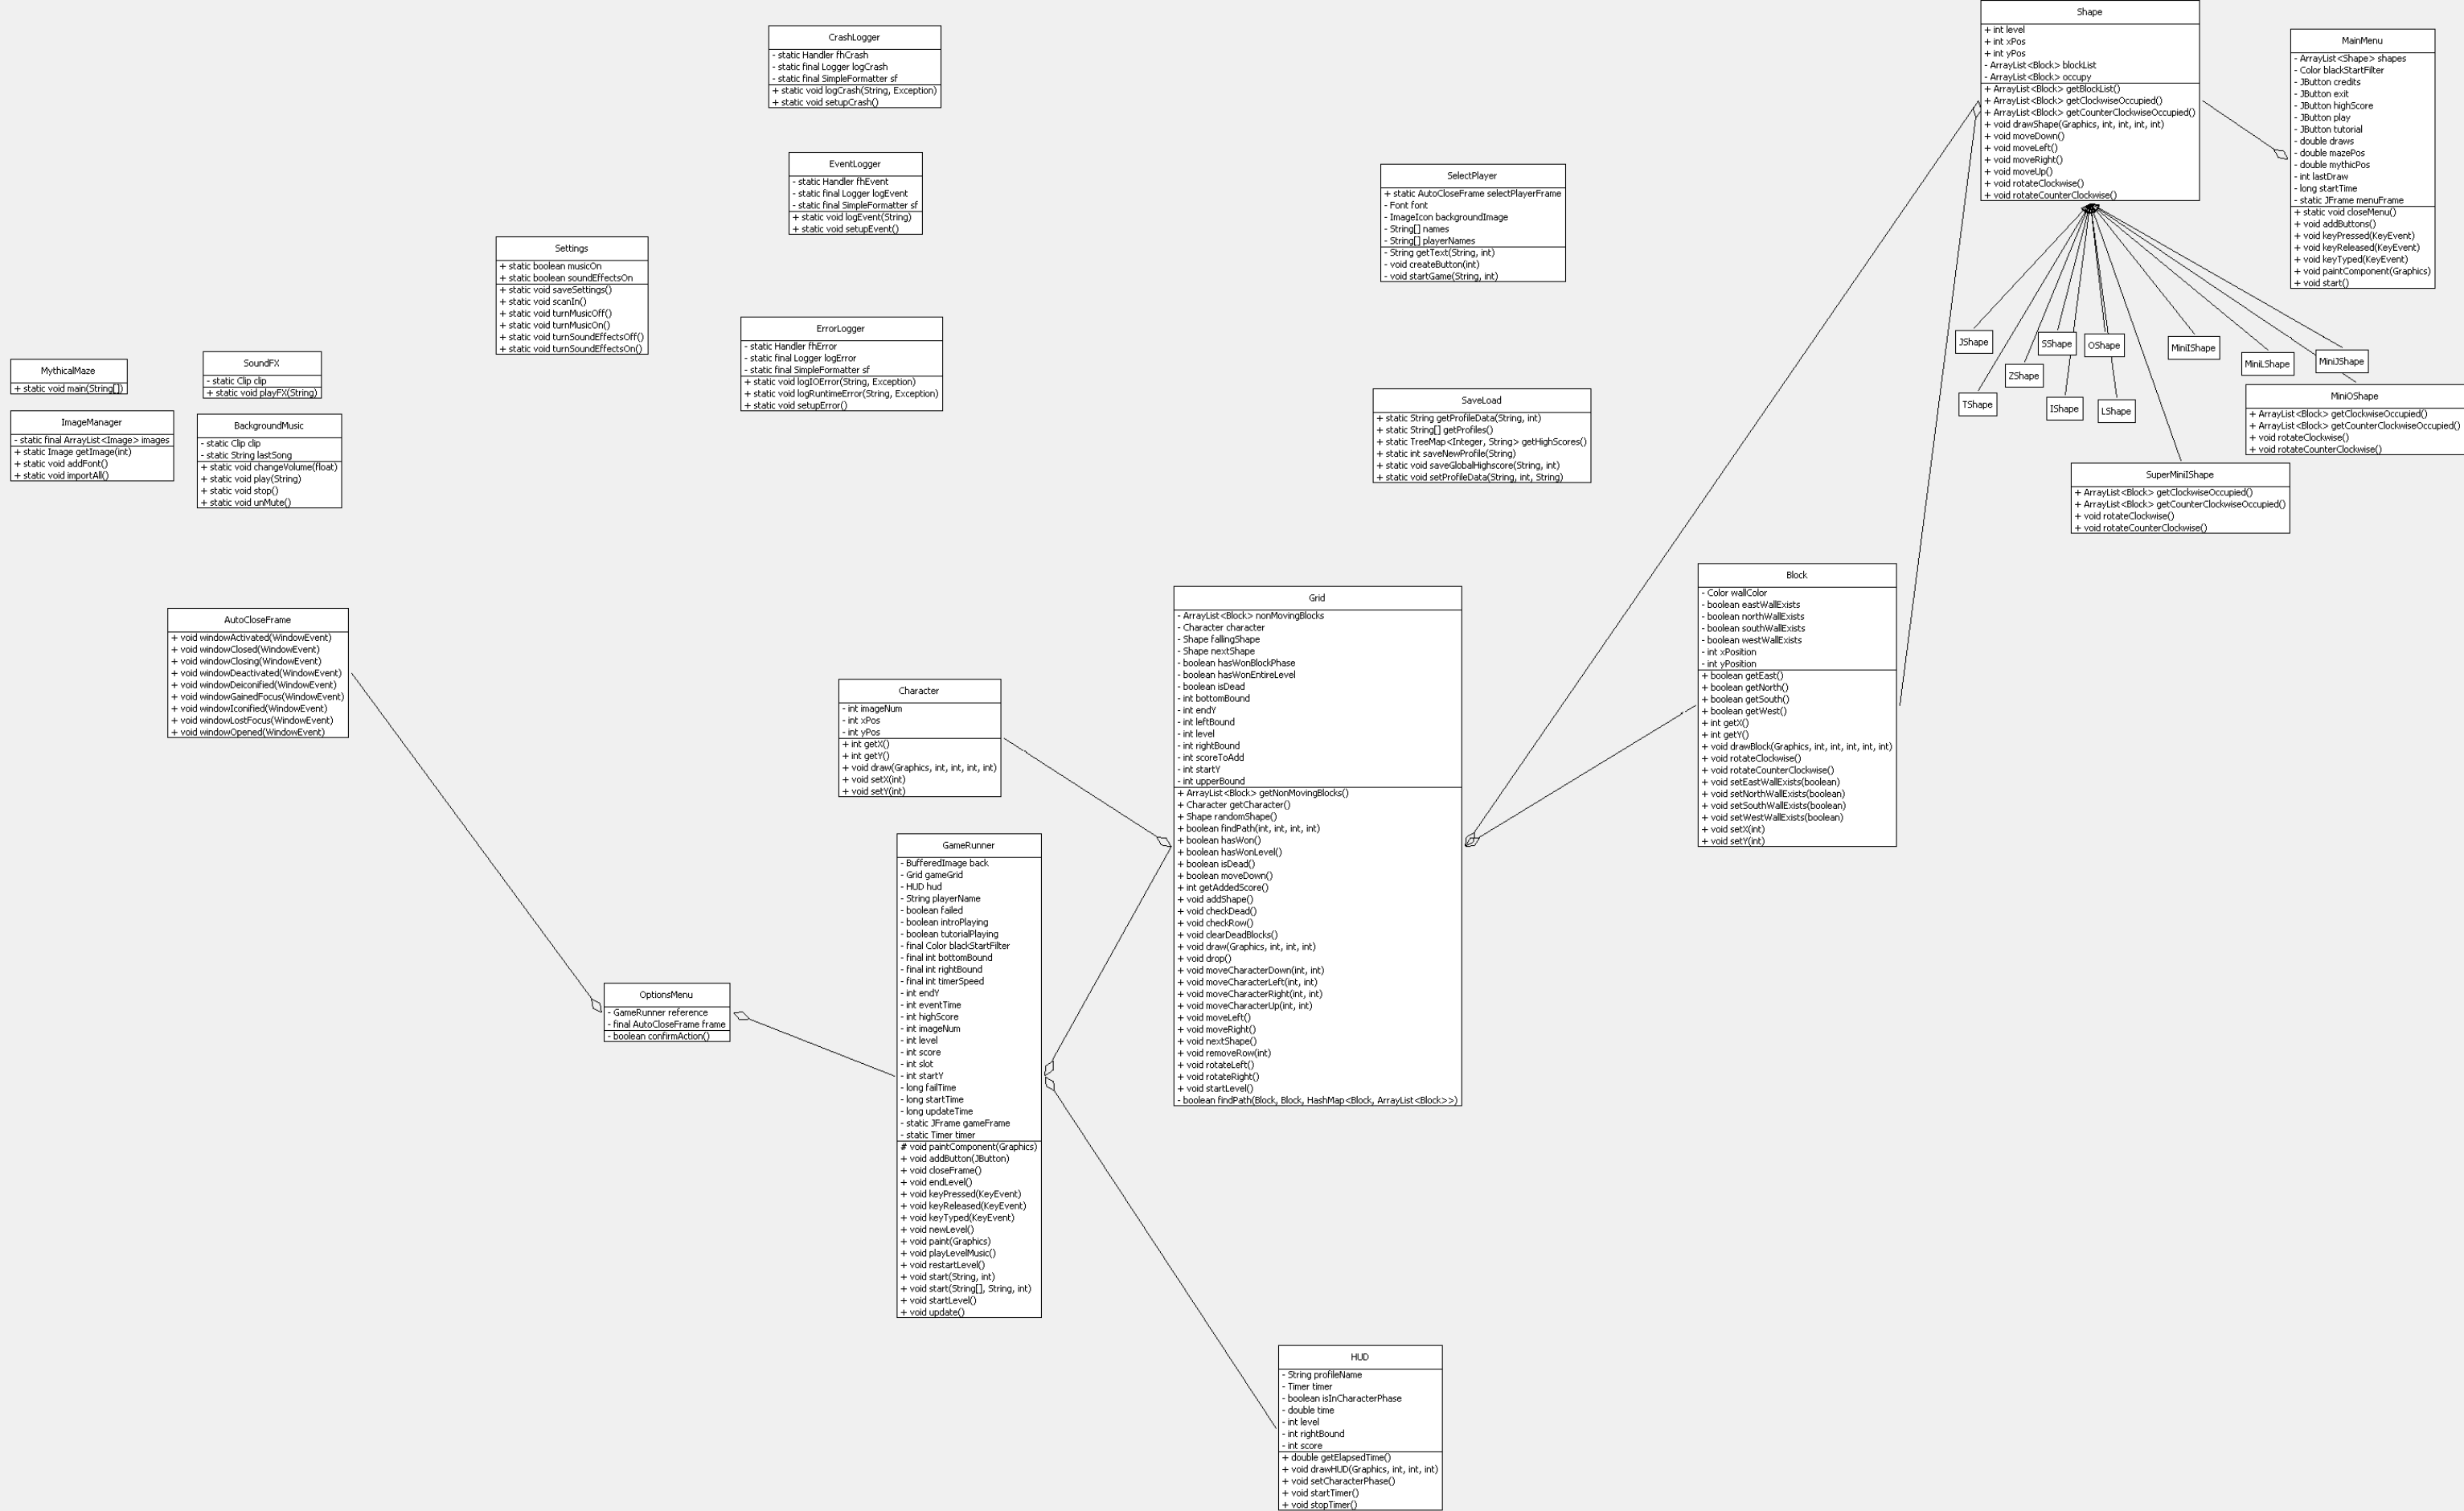 CrashLogger
- static Handler fhCrash
- static final Logger logCrash
- static final SimpleFormatter sf
+ static void logCrash(String, Exception)
+ static void setupCrash()
EventLogger
- static Handler fhEvent
- static final Logger logEvent
- static final SimpleFormatter sf
+ static void logEvent(String)
+ static void setupEvent()
Settings
+ static boolean musicOn
+ static boolean soundEffectsOn
+ static void saveSettings()
+ static void scanIn()
+ static void turnMusicOff()
+ static void turnMusicOn()
+ static void turnSoundEffectsOff()
+ static void turnSoundEffectsOn()
ErrorLogger
- static Handler fhError
- static final Logger logError
- static final SimpleFormatter sf
+ static void logIOError(String, Exception)
+ static void logRuntimeError(String, Exception)
+ static void setupError()
MythicalMaze
+ static void main(String[])
SoundFX
- static Clip clip
+ static void playFX(String)
ImageManager
- static final ArrayList<Image> images
+ static Image getImage(int)
+ static void addFont()
+ static void importAll()
BackgroundMusic
- static Clip clip
- static String lastSong
+ static void changeVolume(float)
+ static void play(String)
+ static void stop()
+ static void unMute()
SelectPlayer
+ static AutoCloseFrame selectPlayerFrame
- Font font
- ImageIcon backgroundImage
- String[] names
- String[] playerNames
- String getText(String, int)
- void createButton(int)
- void startGame(String, int)
SaveLoad
+ static String getProfileData(String, int)
+ static String[] getProfiles()
+ static TreeMap<Integer, String> getHighScores()
+ static int saveNewProfile(String)
+ static void saveGlobalHighscore(String, int)
+ static void setProfileData(String, int, String)
Shape
+ int level
+ int xPos
+ int yPos
- ArrayList<Block> blockList
- ArrayList<Block> occupy
+ ArrayList<Block> getBlockList()
+ ArrayList<Block> getClockwiseOccupied()
+ ArrayList<Block> getCounterClockwiseOccupied()
+ void drawShape(Graphics, int, int, int, int)
+ void moveDown()
+ void moveLeft()
+ void moveRight()
+ void moveUp()
+ void rotateClockwise()
+ void rotateCounterClockwise()
MainMenu
- ArrayList<Shape> shapes
- Color blackStartFilter
- JButton credits
- JButton exit
- JButton highScore
- JButton play
- JButton tutorial
- double draws
- double mazePos
- double mythicPos
- int lastDraw
- long startTime
- static JFrame menuFrame
+ static void closeMenu()
+ void addButtons()
+ void keyPressed(KeyEvent)
+ void keyReleased(KeyEvent)
+ void keyTyped(KeyEvent)
+ void paintComponent(Graphics)
+ void start()
JShape
SShape
OShape
MiniIShape
MiniLShape
MiniJShape
ZShape
TShape
IShape
LShape
MiniOShape
+ ArrayList<Block> getClockwiseOccupied()
+ ArrayList<Block> getCounterClockwiseOccupied()
+ void rotateClockwise()
+ void rotateCounterClockwise()
SuperMiniIShape
+ ArrayList<Block> getClockwiseOccupied()
+ ArrayList<Block> getCounterClockwiseOccupied()
+ void rotateClockwise()
+ void rotateCounterClockwise()
AutoCloseFrame
+ void windowActivated(WindowEvent)
+ void windowClosed(WindowEvent)
+ void windowClosing(WindowEvent)
+ void windowDeactivated(WindowEvent)
+ void windowDeiconified(WindowEvent)
+ void windowGainedFocus(WindowEvent)
+ void windowIconified(WindowEvent)
+ void windowLostFocus(WindowEvent)
+ void windowOpened(WindowEvent)
Character
- int imageNum
- int xPos
- int yPos
+ int getX()
+ int getY()
+ void draw(Graphics, int, int, int, int)
+ void setX(int)
+ void setY(int)
Grid
- ArrayList<Block> nonMovingBlocks
- Character character
- Shape fallingShape
- Shape nextShape
- boolean hasWonBlockPhase
- boolean hasWonEntireLevel
- boolean isDead
- int bottomBound
- int endY
- int leftBound
- int level
- int rightBound
- int scoreToAdd
- int startY
- int upperBound
+ ArrayList<Block> getNonMovingBlocks()
+ Character getCharacter()
+ Shape randomShape()
+ boolean findPath(int, int, int, int)
+ boolean hasWon()
+ boolean hasWonLevel()
+ boolean isDead()
+ boolean moveDown()
+ int getAddedScore()
+ void addShape()
+ void checkDead()
+ void checkRow()
+ void clearDeadBlocks()
+ void draw(Graphics, int, int, int)
+ void drop()
+ void moveCharacterDown(int, int)
+ void moveCharacterLeft(int, int)
+ void moveCharacterRight(int, int)
+ void moveCharacterUp(int, int)
+ void moveLeft()
+ void moveRight()
+ void nextShape()
+ void removeRow(int)
+ void rotateLeft()
+ void rotateRight()
+ void startLevel()
- boolean findPath(Block, Block, HashMap<Block, ArrayList<Block>>)
Block
- Color wallColor
- boolean eastWallExists
- boolean northWallExists
- boolean southWallExists
- boolean westWallExists
- int xPosition
- int yPosition
+ boolean getEast()
+ boolean getNorth()
+ boolean getSouth()
+ boolean getWest()
+ int getX()
+ int getY()
+ void drawBlock(Graphics, int, int, int, int, int)
+ void rotateClockwise()
+ void rotateCounterClockwise()
+ void setEastWallExists(boolean)
+ void setNorthWallExists(boolean)
+ void setSouthWallExists(boolean)
+ void setWestWallExists(boolean)
+ void setX(int)
+ void setY(int)
OptionsMenu
- GameRunner reference
- final AutoCloseFrame frame
- boolean confirmAction()
GameRunner
- BufferedImage back
- Grid gameGrid
- HUD hud
- String playerName
- boolean failed
- boolean introPlaying
- boolean tutorialPlaying
- final Color blackStartFilter
- final int bottomBound
- final int rightBound
- final int timerSpeed
- int endY
- int eventTime
- int highScore
- int imageNum
- int level
- int score
- int slot
- int startY
- long failTime
- long startTime
- long updateTime
- static JFrame gameFrame
- static Timer timer
# void paintComponent(Graphics)
+ void addButton(JButton)
+ void closeFrame()
+ void endLevel()
+ void keyPressed(KeyEvent)
+ void keyReleased(KeyEvent)
+ void keyTyped(KeyEvent)
+ void newLevel()
+ void paint(Graphics)
+ void playLevelMusic()
+ void restartLevel()
+ void start(String, int)
+ void start(String[], String, int)
+ void startLevel()
+ void update()
HUD
- String profileName
- Timer timer
- boolean isInCharacterPhase
- double time
- int level
- int rightBound
- int score
+ double getElapsedTime()
+ void drawHUD(Graphics, int, int, int)
+ void setCharacterPhase()
+ void startTimer()
+ void stopTimer()